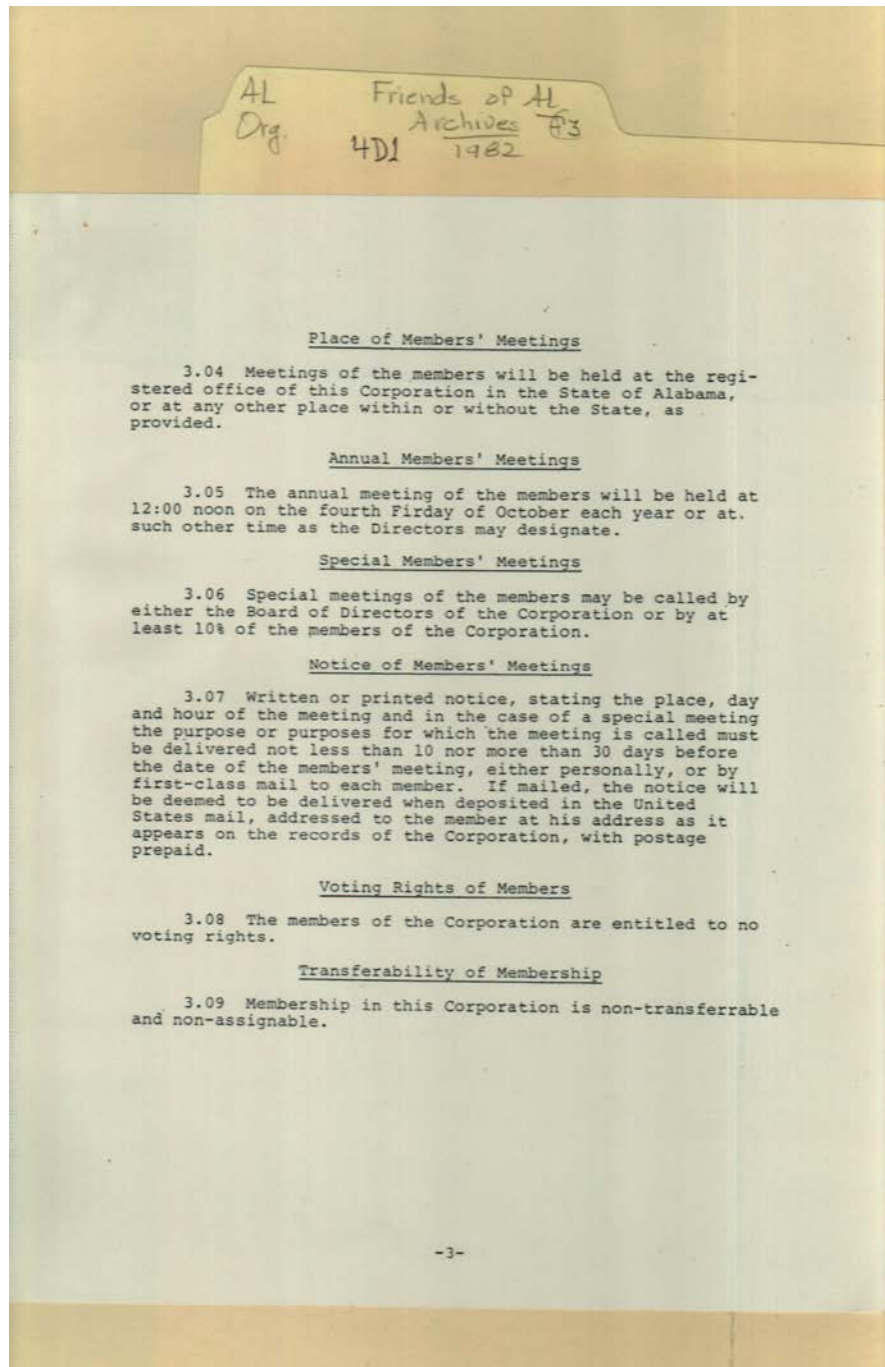 AL Friends of AL
Org. Archives #3
4D1 1982
Place of Members' Meetings
3.04 Meetings of the members will be held at the regi-
stered office of this Corporation in the State of Alabama,
or at any other place within or without the State, as
provided.
Annual Members' Meetings
3.05 The annual meeting of the members will be held at
12:00 noon on the fourth Firday of October each year or at.
such other time as the Directors may designate.
Special Members' Meetings
3.06 Special meetings of the members may be called by
either the Board of Directors of the Corporation or by at
least 10% of the members of the Corporation.
Notice of Members' Meetings
3.07 Written or printed notice, stating the place, day
and hour of the meeting and in the case of a special meeting
the purpose or purposes for which the meeting is called must
be delivered not less than 10 nor more than 30 days before
the date of the members' meeting, either personally, or by
first-class mail to each member. If mailed, the notice will
be deemed to be delivered when deposited in the United
States mail, addressed to the member at his address as it
appears on the records of the Corporation, with postage
prepaid.
Voting Rights of Members
3.08 The members of the Corporation are entitled to no
voting rights.
Transferability of Membership
3.09 Membership in this Corporation is non-transferrable
and non-assignable.
-3-